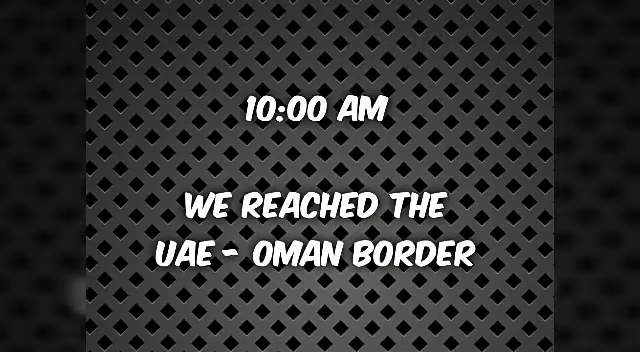 10:00 AM
WE REACHED THE
UAE - OMAN BORDER